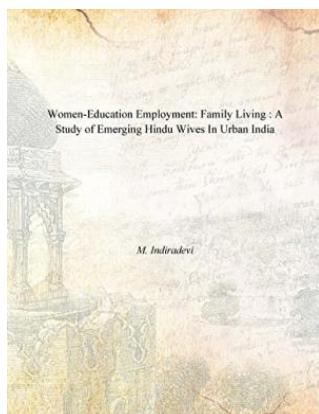 Women-Education Employment: Family Living : A
Study of Emerging Hindu Wives In Urban India
M. Indiradevi